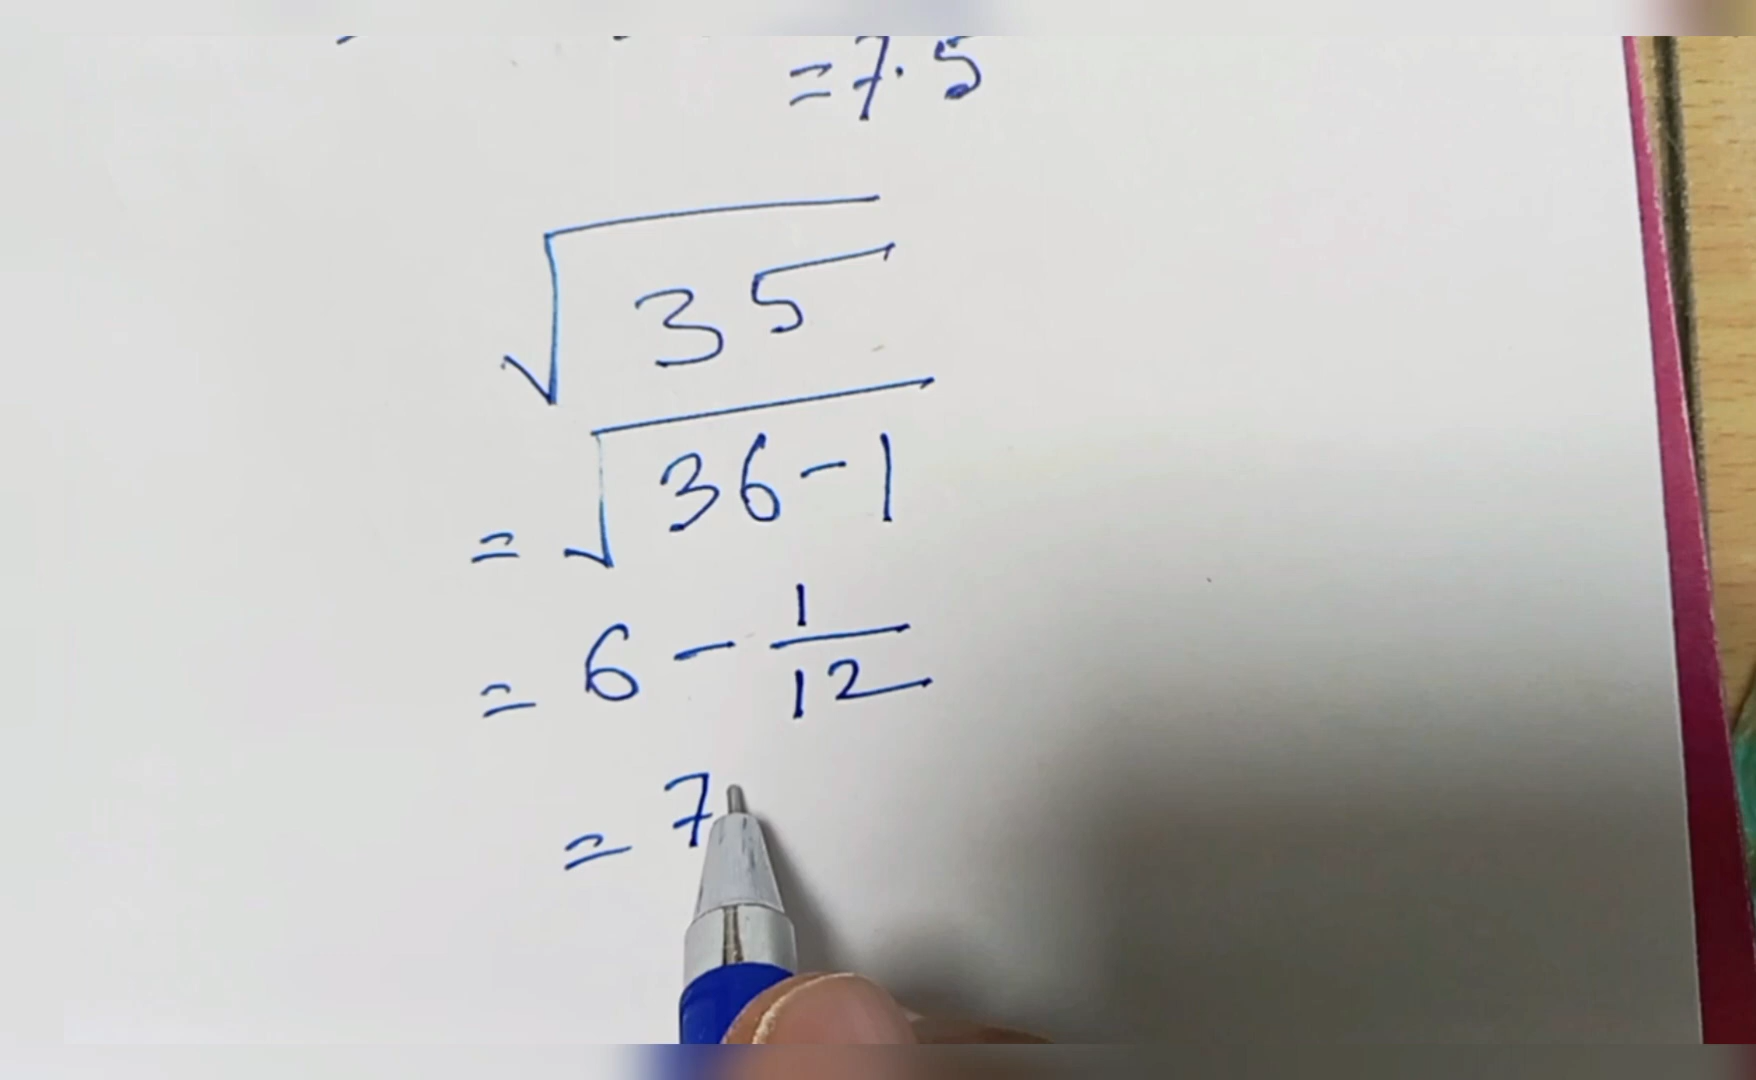 =7.5
√35
= √36-1
= 6 - 1/12
= 7